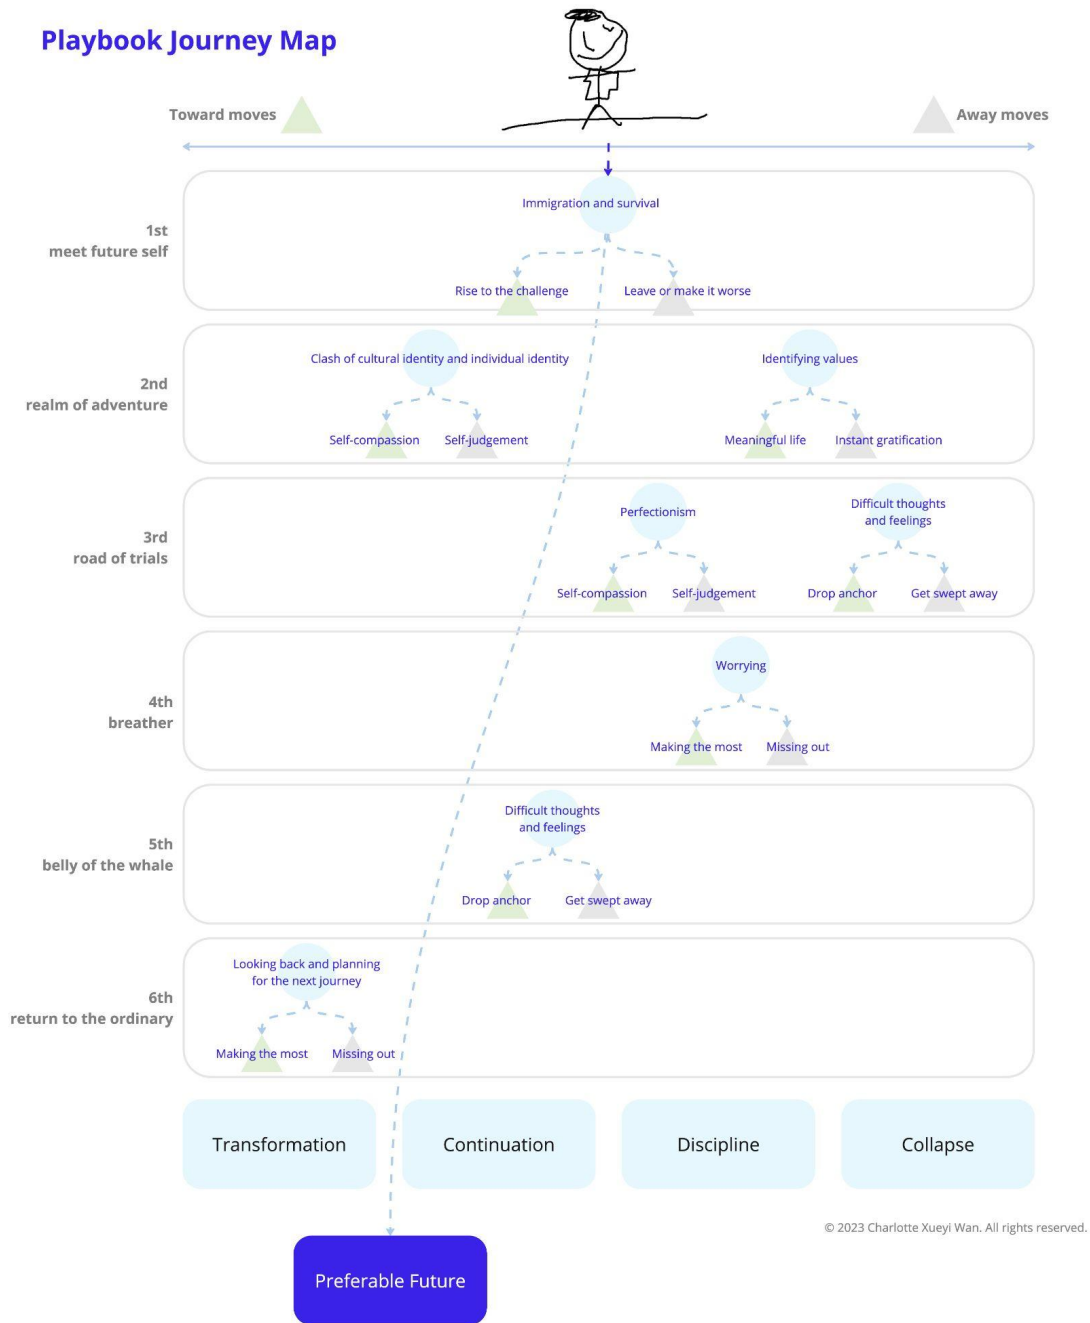 Playbook Journey Map
Toward moves
Away moves
1st
meet future self
Immigration and survival
Rise to the challenge
Leave or make it worse
2nd
realm of adventure
Clash of cultural identity and individual identity
Identifying values
Self-compassion
Self-judgement
Meaningful life
Instant gratification
3rd
road of trials
Perfectionism
Difficult thoughts
and feelings
Self-compassion
Self-judgement
Drop anchor
Get swept away
4th
breather
Worrying
Making the most
Missing out
5th
belly of the whale
Difficult thoughts
and feelings
Drop anchor
Get swept away
6th
return to the ordinary
Looking back and planning
for the next journey
Making the most
Missing out
Transformation
Continuation
Discipline
Collapse
© 2023 Charlotte Xueyi Wan. All rights reserved.
Preferable Future